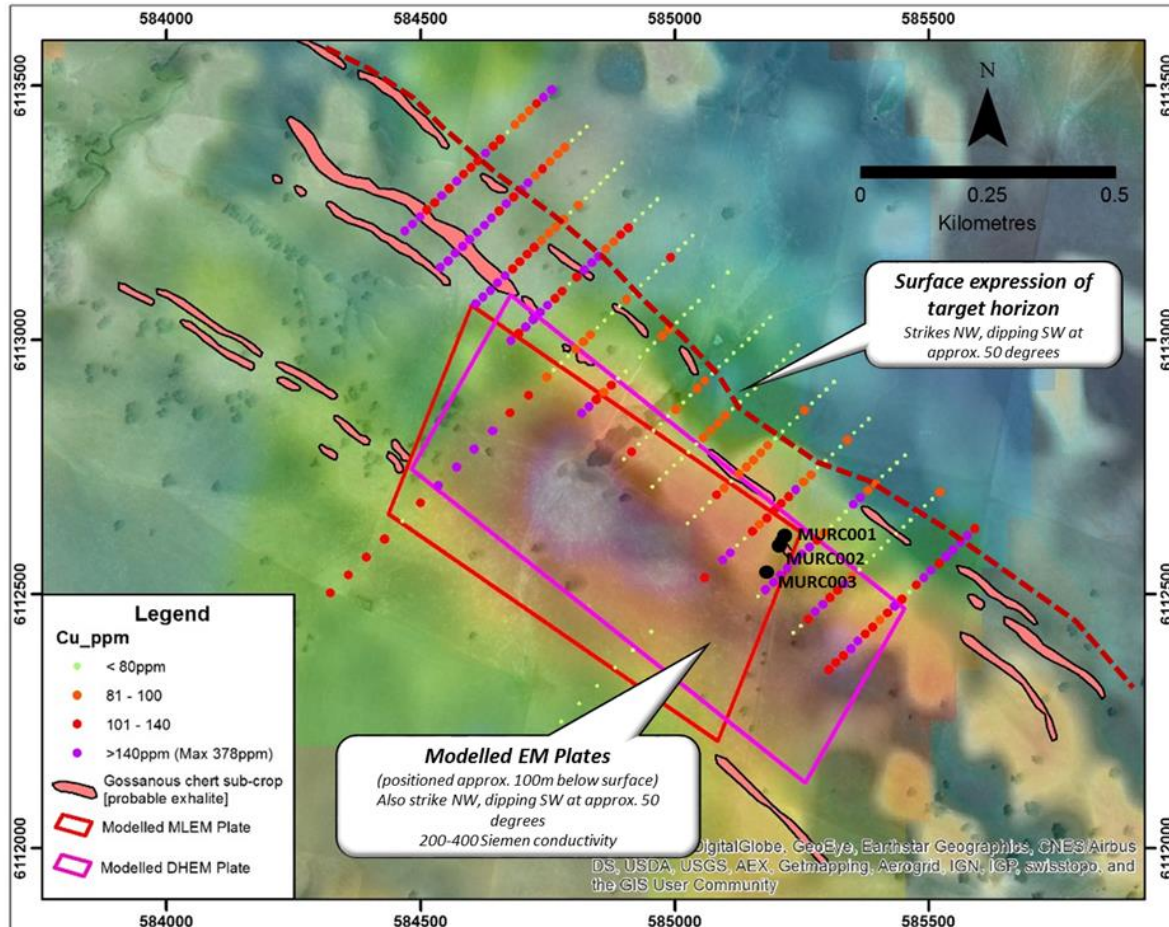 584000 584500 585000 585500
6113500 6113500
N
0 0.25 0.5
Kilometres
Surface expression of
target horizon
Strikes NW, dipping SW at
approx. 50 degrees
6113000 6113000
MURC001
MURC002
MURC003
6112500 6112500
Legend
Cu_ppm
< 80ppm
81 - 100
101 - 140
>140ppm (Max 378ppm)
Gossanous chert sub-crop
[probable exhalite]
Modelled MLEM Plate
Modelled DHEM Plate
Modelled EM Plates
(positioned approx. 100m below surface)
Also strike NW, dipping SW at approx. 50
degrees
200-400 Siemen conductivity
6112000 6112000
DigitalGlobe, GeoEye, Earthstar Geographics, CNES/Airbus
DS, USDA, USGS, AEX, Getmapping, Aerogrid, IGN, IGP, swisstopo, and
the GIS User Community
584000 584500 585000 585500